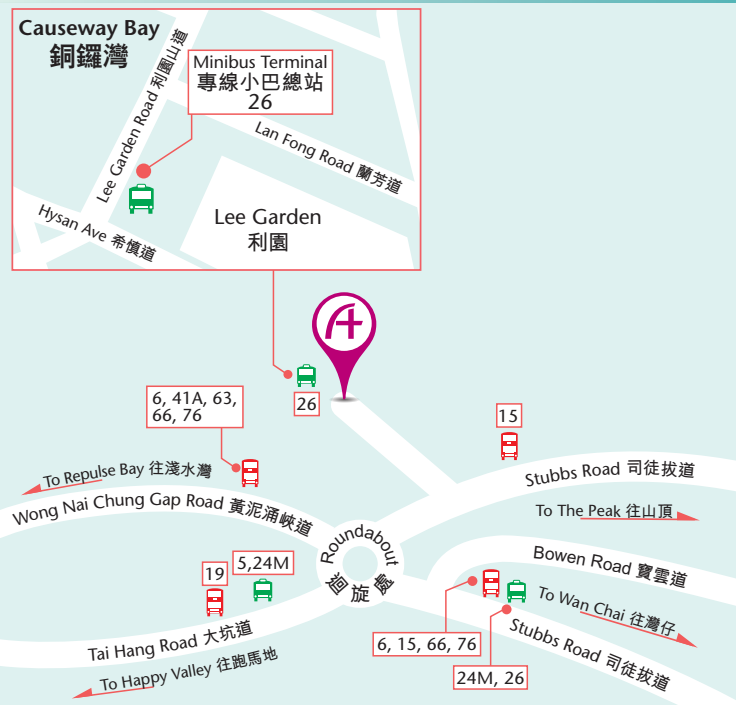 Causeway Bay
銅鑼灣
Minibus Terminal
專線小巴總站
26
Lee Garden Road 利園山道
Lan Fong Road 蘭芳道
Hysan Ave 希慎道
Lee Garden
利園
26
6, 41A, 63,
66, 76
15
To Repulse Bay 往淺水灣
Wong Nai Chung Gap Road 黃泥涌峽道
Stubbs Road 司徒拔道
To The Peak 往山頂
Roundabout
迴旋處
Bowen Road 寶雲道
19
5,24M
To Wan Chai 往灣仔
6, 15, 66, 76
24M, 26
Stubbs Road 司徒拔道
Tai Hang Road 大坑道
To Happy Valley 往跑馬地